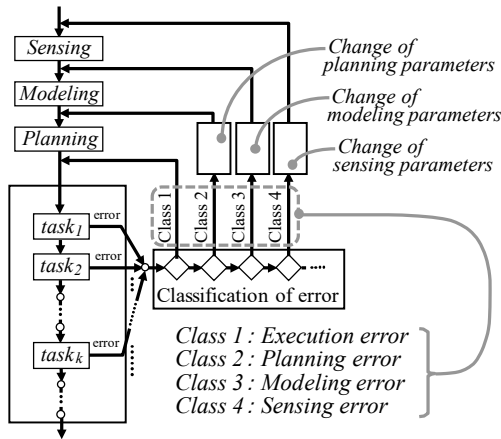 Sensing
Modeling
Planning
Change of
planning parameters
Change of
modeling parameters
Change of
sensing parameters
Class 1
Class 2
Class 3
Class 4
task1
error
task2
error
taskk
error
Classification of error
Class 1 : Execution error
Class 2 : Planning error
Class 3 : Modeling error
Class 4 : Sensing error